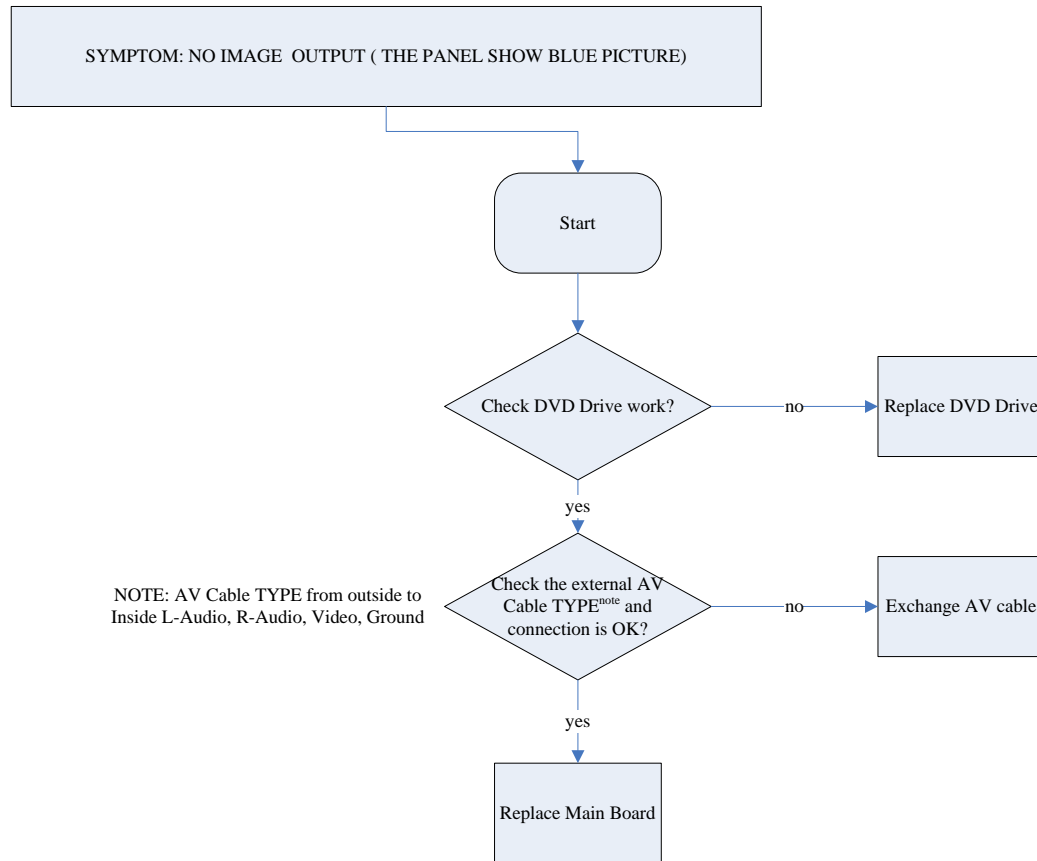 SYMPTOM: NO IMAGE  OUTPUT ( THE PANEL SHOW BLUE PICTURE)
Start
Check DVD Drive work?
no
Replace DVD Drive
yes
NOTE: AV Cable TYPE from outside to
Inside L-Audio, R-Audio, Video, Ground
Check the external AV
Cable TYPEnote and
connection is OK?
no
Exchange AV cable
yes
Replace Main Board